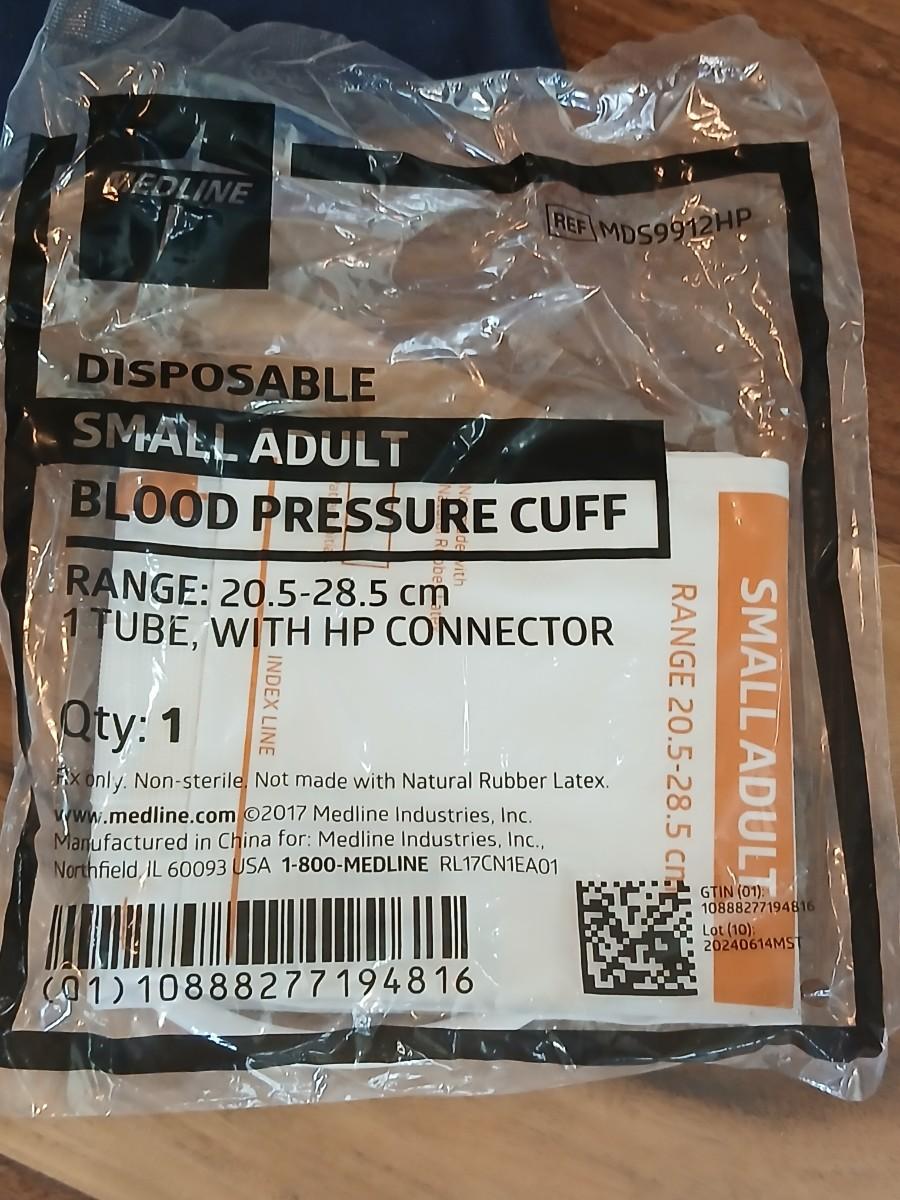 MEDLINE
REF MDS9912HP
DISPOSABLE
SMALL ADULT
BLOOD PRESSURE CUFF
RANGE: 20.5-28.5 cm
1 TUBE, WITH HP CONNECTOR
Qty: 1
Rx only. Non-sterile. Not made with Natural Rubber Latex.
www.medline.com ©2017 Medline Industries, Inc.
Manufactured in China for: Medline Industries, Inc.,
Northfield, IL 60093 USA 1-800-MEDLINE RL17CN1EA01
(01)10888277194816
GTIN (01):
10888277194816
Lot (10):
20240614MST
INDEX LINE
RANGE 20.5-28.5 cm
SMALL ADULT